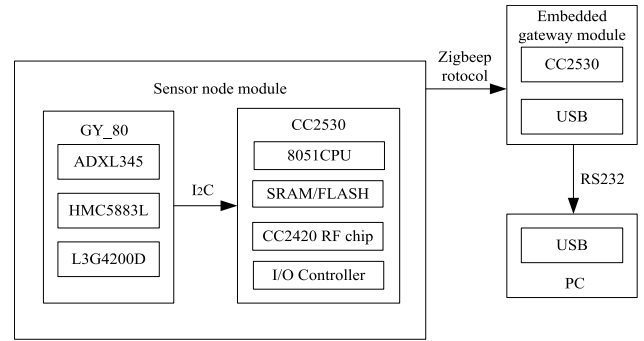 Embedded
gateway module
CC2530
USB
Zigbeep
rotocol
Sensor node module
GY_80
ADXL345
HMC5883L
L3G4200D
I2C
CC2530
8051CPU
SRAM/FLASH
CC2420 RF chip
I/O Controller
RS232
USB
PC